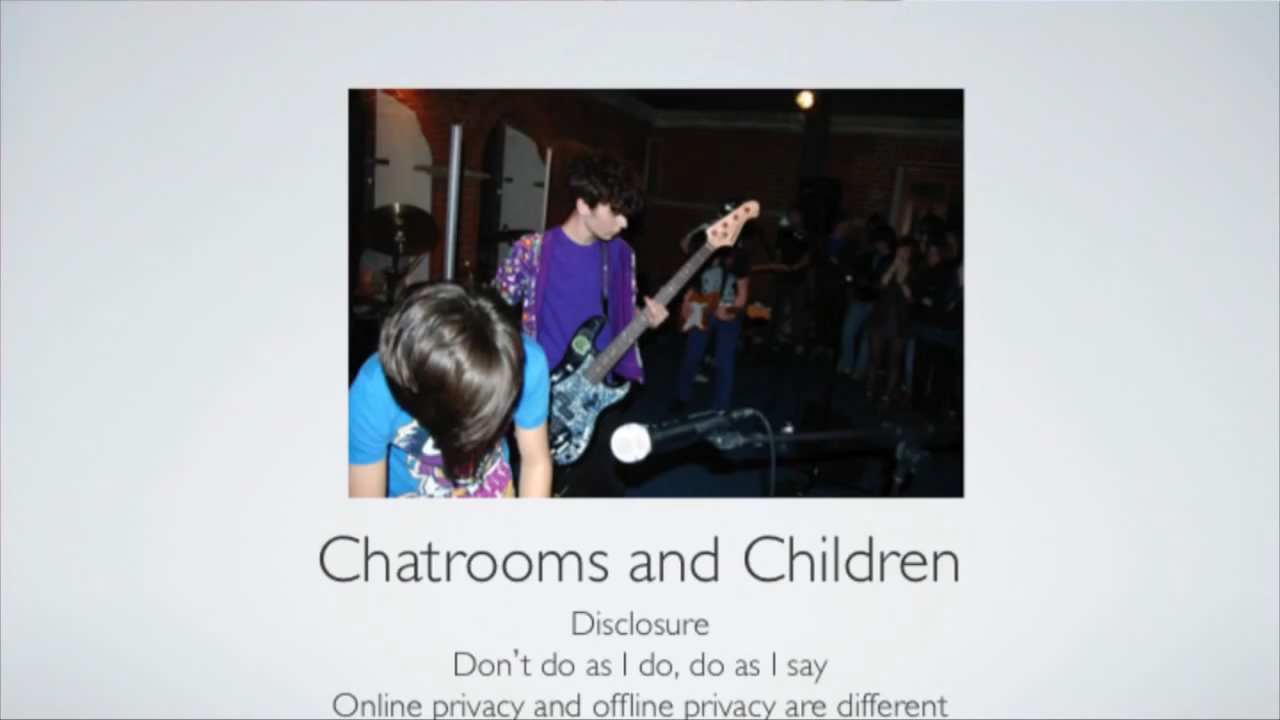 Chatrooms and Children
Disclosure
Don't do as I do, do as I say
Online privacy and offline privacy are different